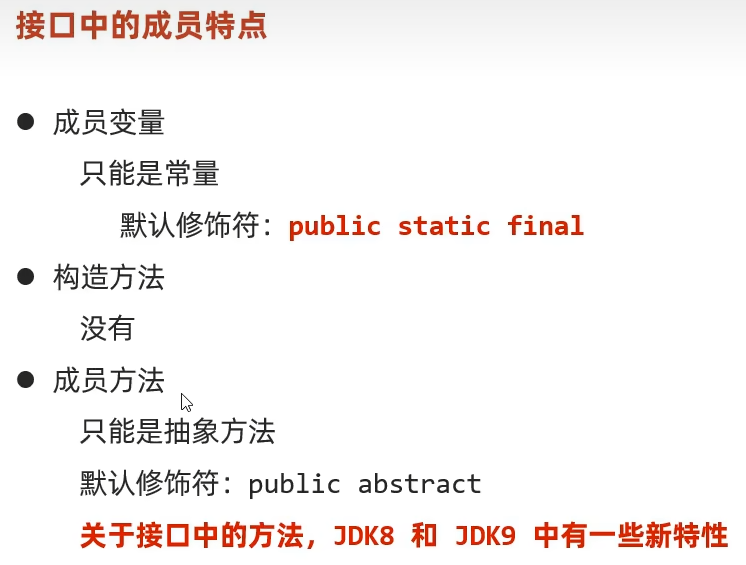 接口中的成员特点
● 成员变量
只能是常量
默认修饰符：public static final
● 构造方法
没有
● 成员方法
只能是抽象方法
默认修饰符：public abstract
关于接口中的方法，JDK8 和 JDK9 中有一些新特性